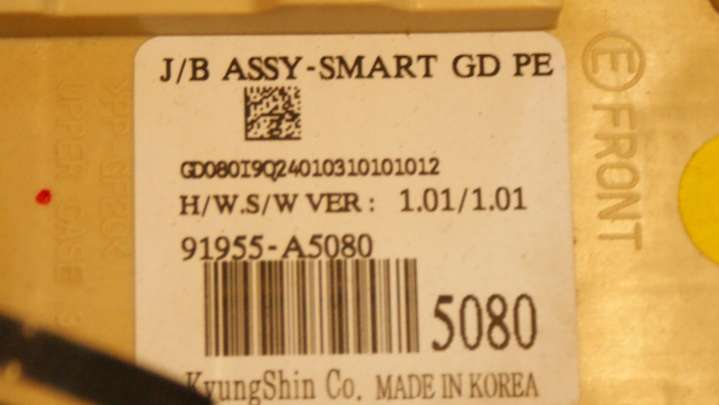 J/B ASSY-SMART GD PE
GD080I9Q24010310101012
H/W.S/W VER : 1.01/1.01
91955-A5080
5080
KyungShin Co. MADE IN KOREA
E FRONT
UPPER CASE